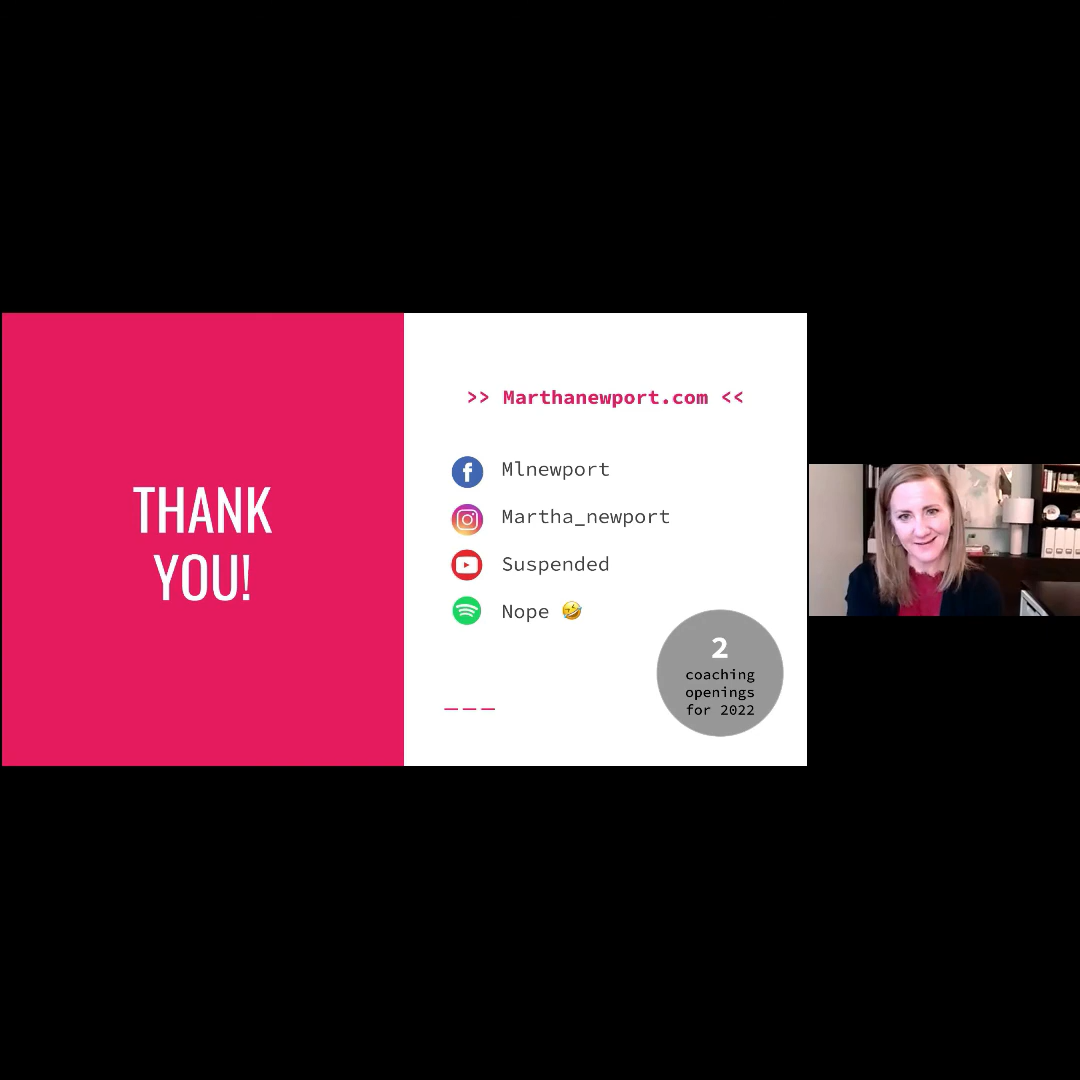 THANK
YOU!
>> Marthanewport.com <<
Mlnewport
Martha_newport
Suspended
Nope 🤣
2
coaching
openings
for 2022